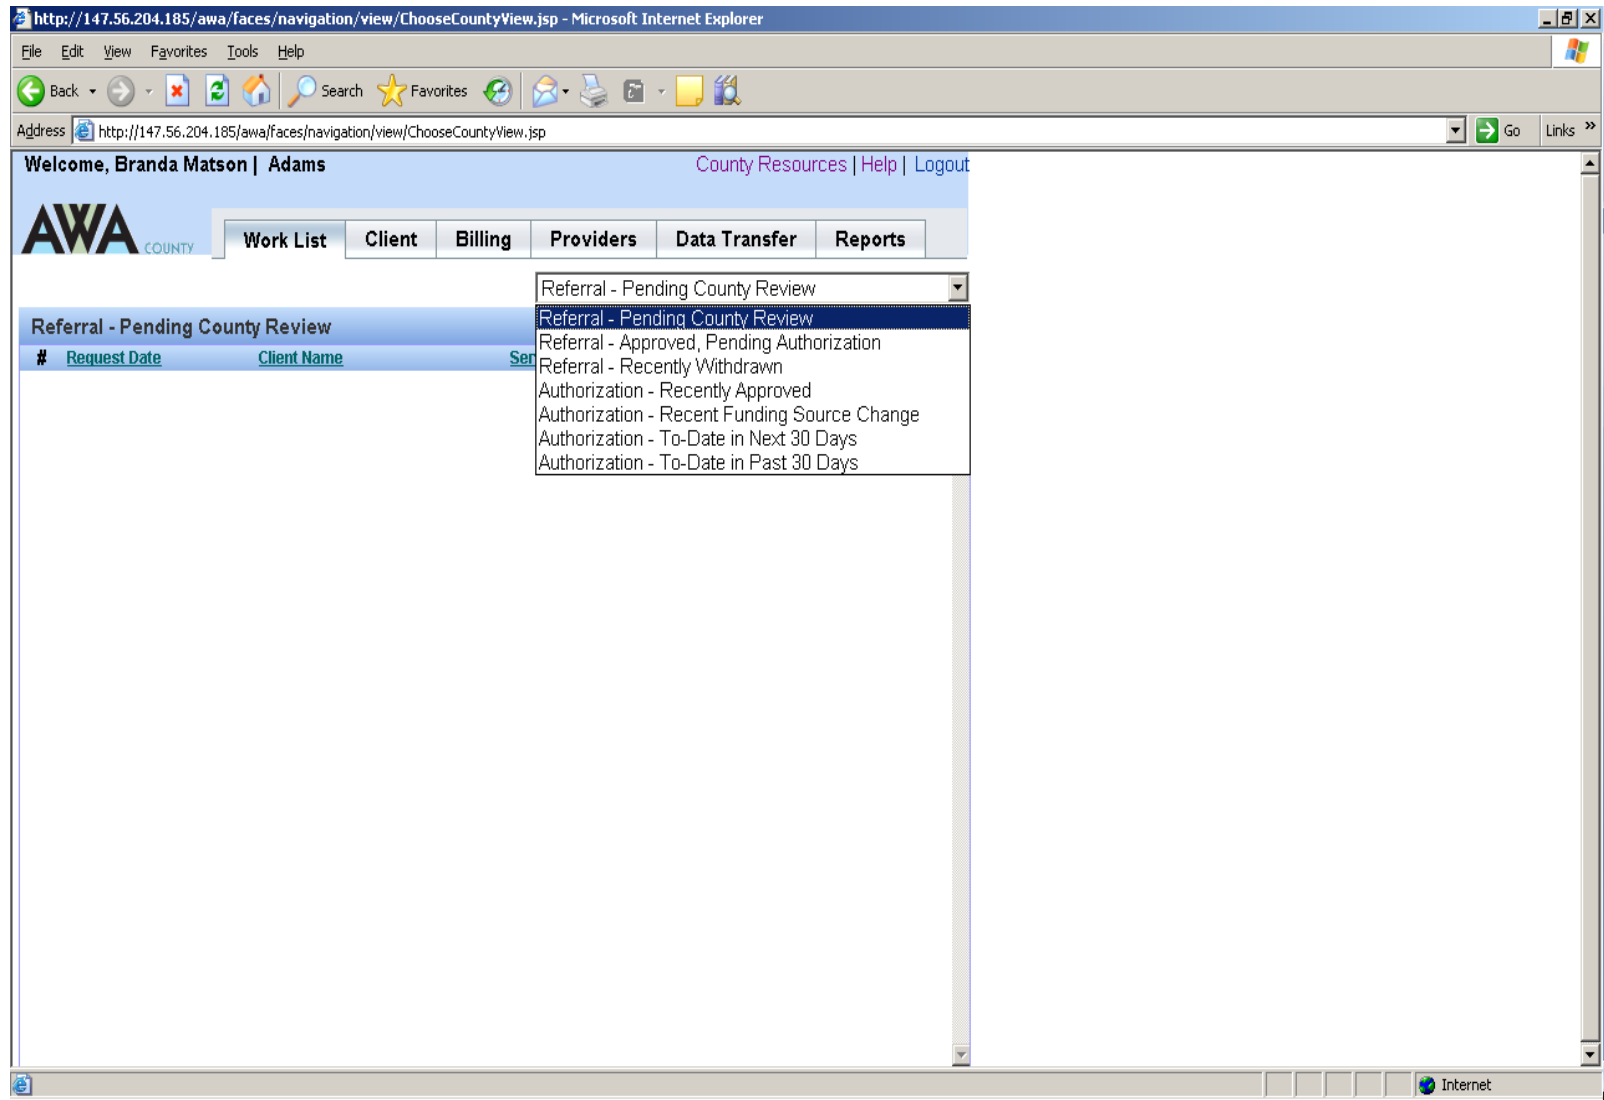 http://147.56.204.185/awa/faces/navigation/view/ChooseCountyView.jsp - Microsoft Internet Explorer
File Edit View Favorites Tools Help
Back Search Favorites
Address http://147.56.204.185/awa/faces/navigation/view/ChooseCountyView.jsp Go Links »
Welcome, Branda Matson | Adams County Resources | Help | Logout
AWA COUNTY Work List Client Billing Providers Data Transfer Reports
Referral - Pending County Review
Referral - Pending County Review
# Request Date Client Name Ser
Referral - Pending County Review
Referral - Approved, Pending Authorization
Referral - Recently Withdrawn
Authorization - Recently Approved
Authorization - Recent Funding Source Change
Authorization - To-Date in Next 30 Days
Authorization - To-Date in Past 30 Days
Internet